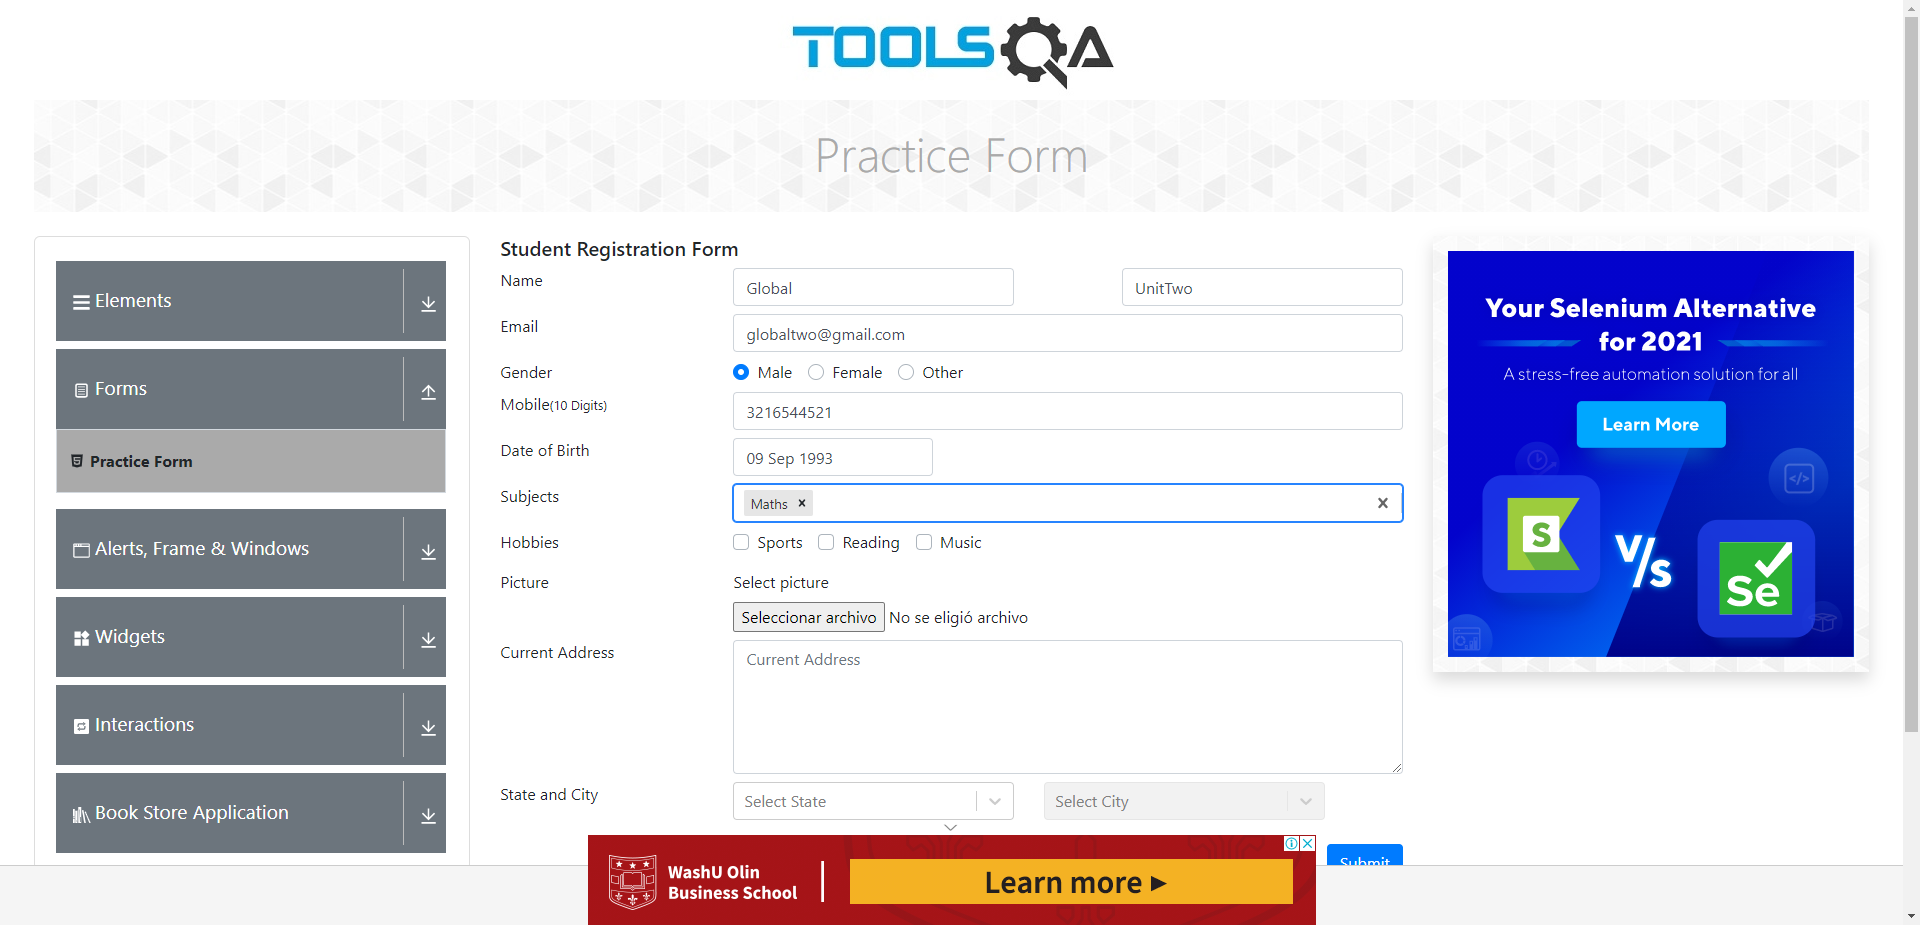 TOOLSQA
Practice Form
Elements
Forms
Practice Form
Alerts, Frame & Windows
Widgets
Interactions
Book Store Application
Student Registration Form
Name
Global
UnitTwo
Email
globaltwo@gmail.com
Gender
Male
Female
Other
Mobile(10 Digits)
3216544521
Date of Birth
09 Sep 1993
Subjects
Maths
Hobbies
Sports
Reading
Music
Picture
Select picture
Seleccionar archivo
No se eligió archivo
Current Address
Current Address
State and City
Select State
Select City
Submit
Your Selenium Alternative
for 2021
A stress-free automation solution for all
Learn More
S
V/S
Se
WashU Olin
Business School
Learn more